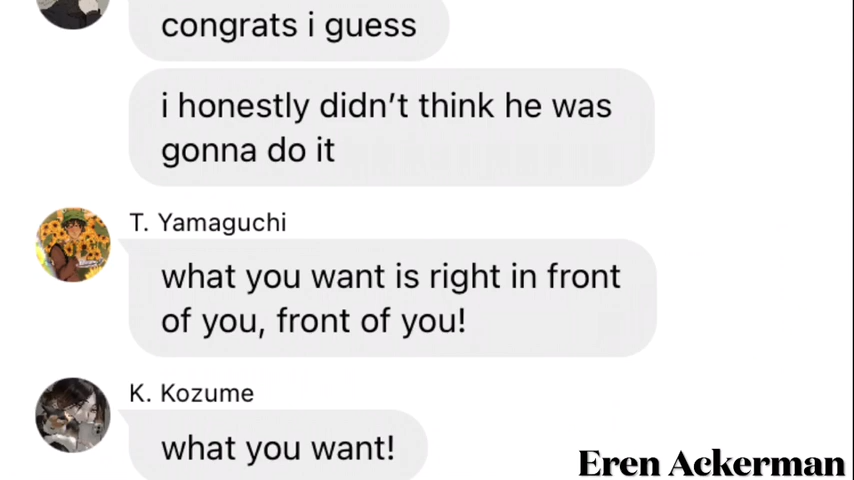 congrats i guess
i honestly didn’t think he was
gonna do it
T. Yamaguchi
what you want is right in front
of you, front of you!
K. Kozume
what you want!
Eren Ackerman